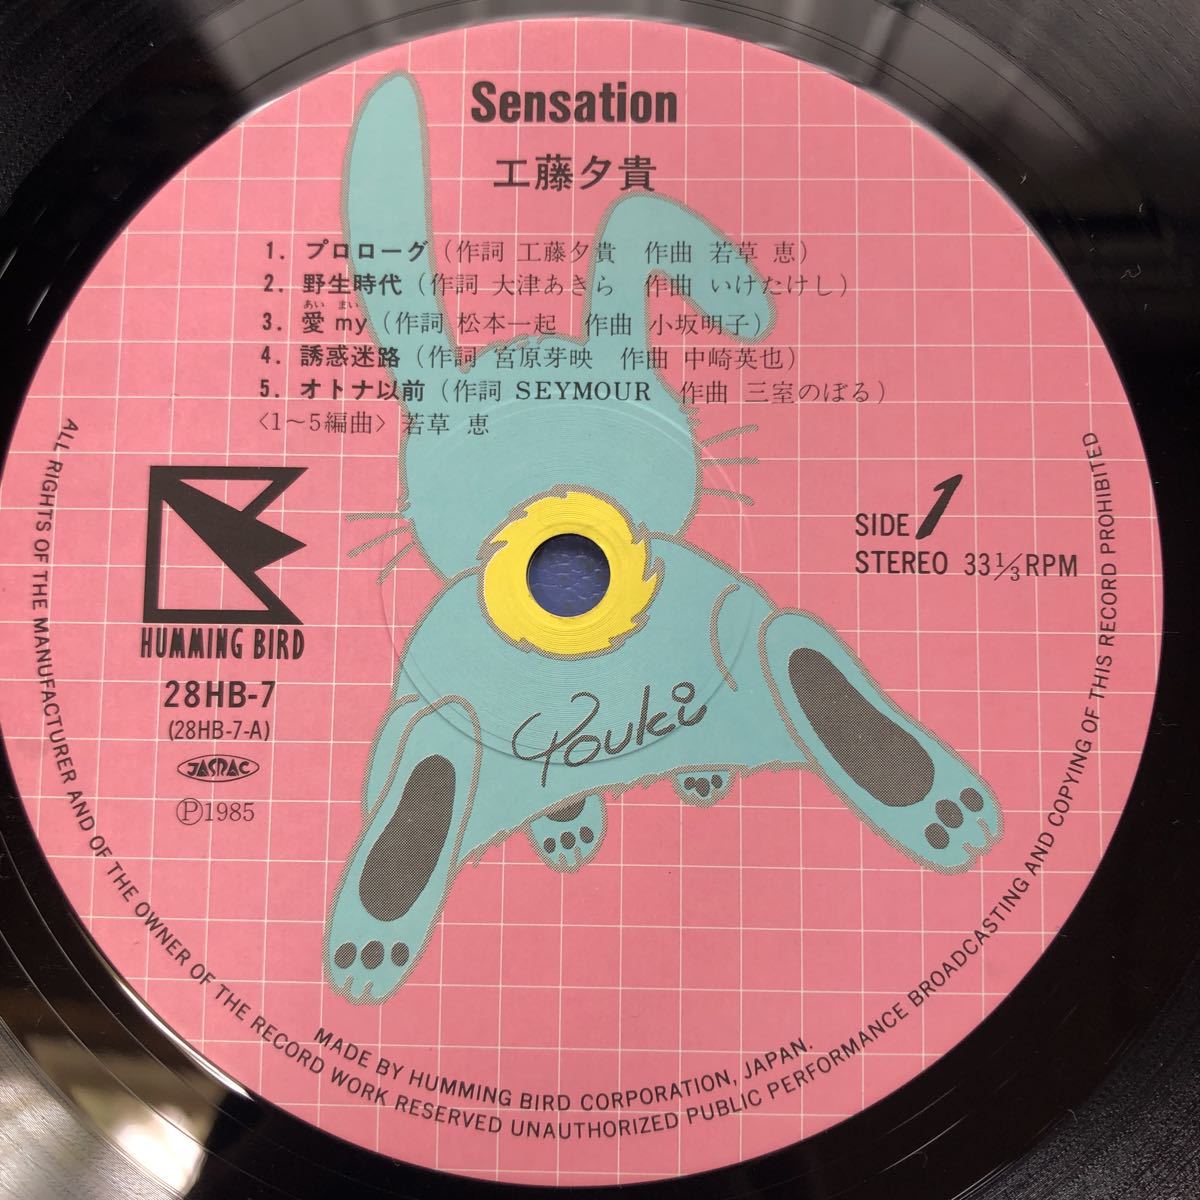 Sensation
工藤夕貴
1. プロローグ (作詞 工藤夕貴 作曲 若草 恵)
2. 野生時代 (作詞 大津あきら 作曲 いけたけし)
あい まい
3. 愛 my (作詞 松本一起 作曲 小坂明子)
4. 誘惑迷路 (作詞 宮原芽映 作曲 中崎英也)
5. オトナ以前 (作詞 SEYMOUR 作曲 三室のぼる)
〈1〜5編曲〉 若草 恵
HUMMING BIRD
28HB-7
(28HB-7-A)
JASRAC
Ⓟ1985
SIDE 1
STEREO 33 1/3 RPM
Youki
MADE BY HUMMING BIRD CORPORATION, JAPAN.
ALL RIGHTS OF THE MANUFACTURER AND OF THE OWNER OF THE RECORD WORK RESERVED UNAUTHORIZED PUBLIC PERFORMANCE BROADCASTING AND COPYING OF THIS RECORD PROHIBITED